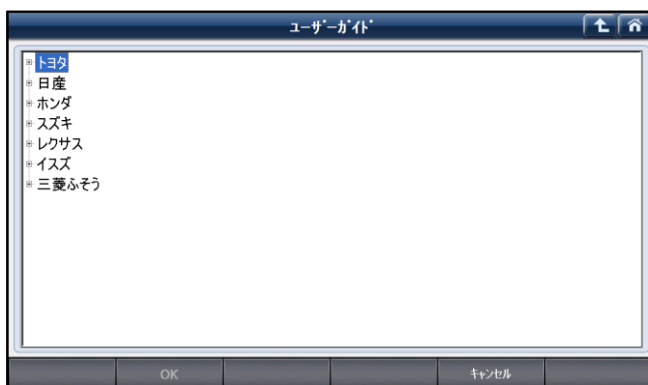 ﾕｰｻﾞｰｶﾞｲﾄﾞ
トヨタ
日産
ホンダ
スズキ
レクサス
イスズ
三菱ふそう
OK
ｷｬﾝｾﾙ